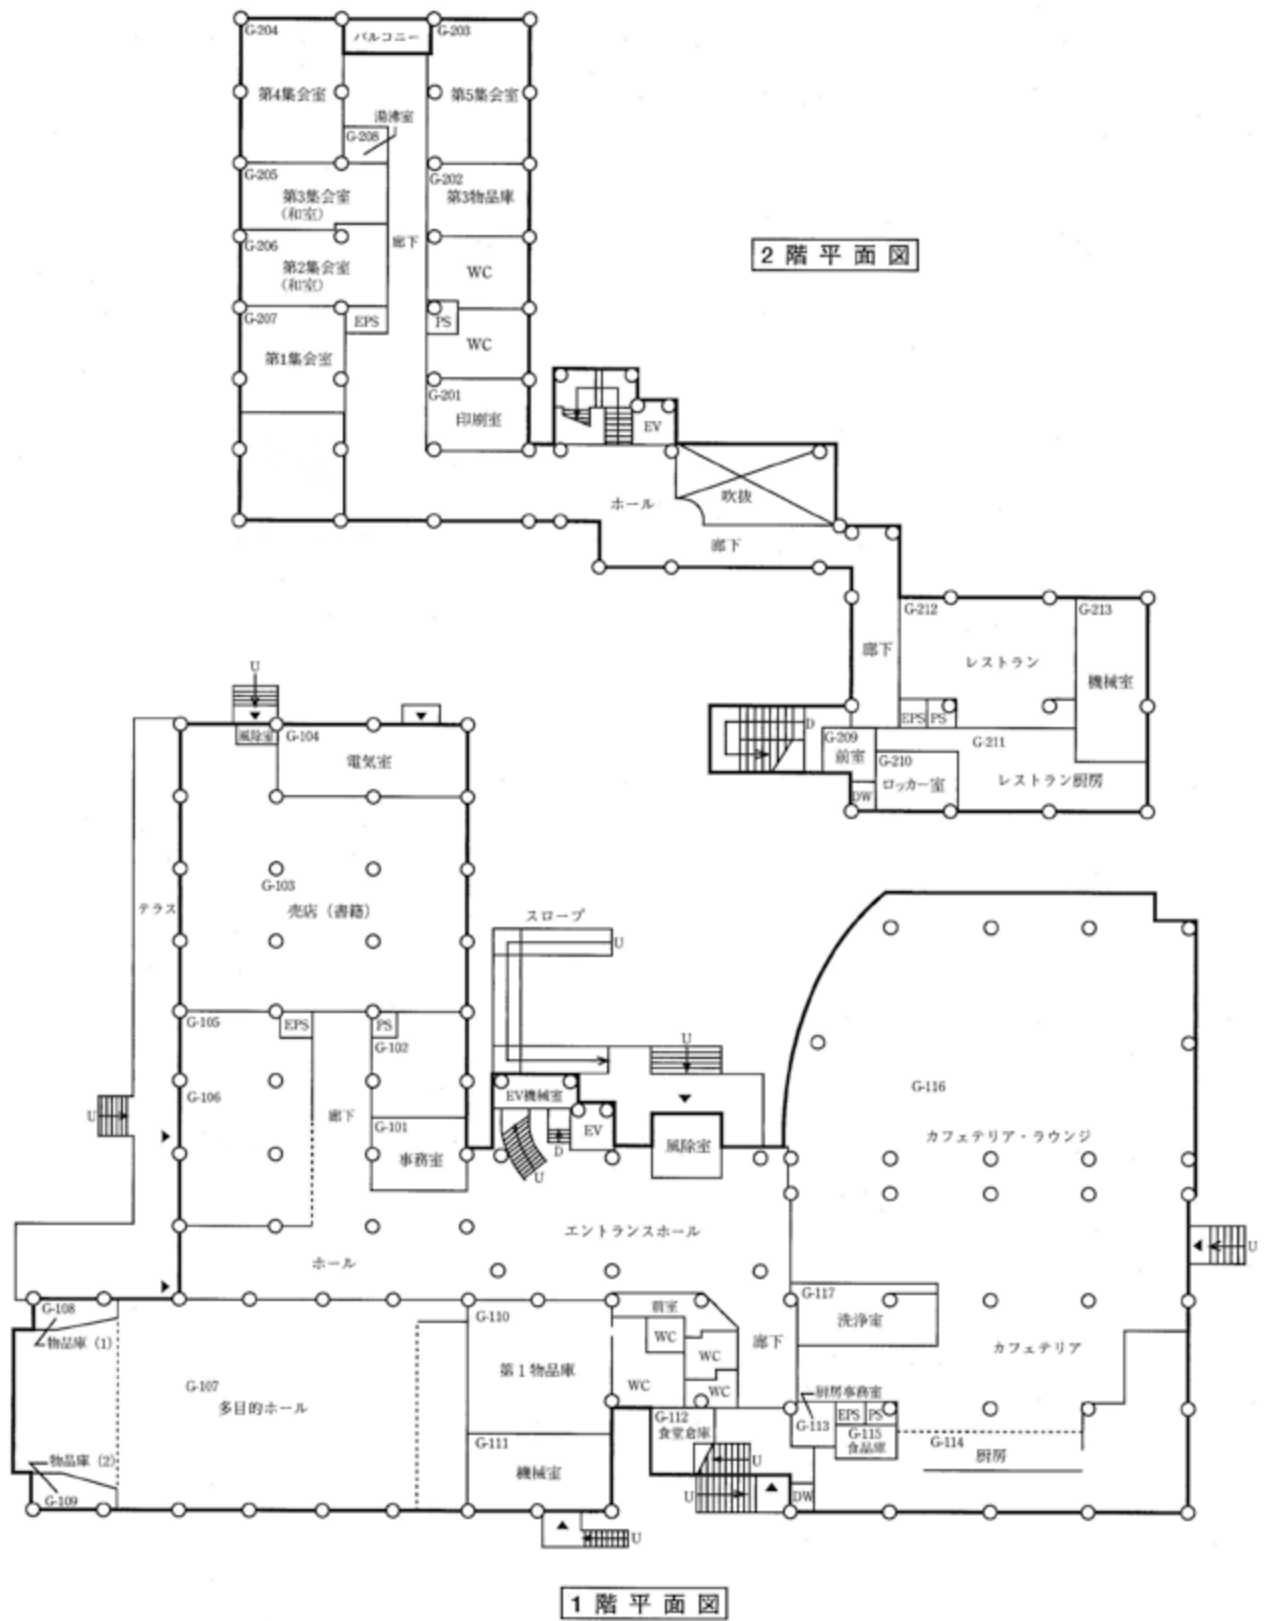 G-204
バルコニー
G-203
第4集会室
第5集会室
湯沸室
G-208
G-205
第3集会室
(和室)
G-202
第3物品庫
G-206
第2集会室
(和室)
廊下
WC
G-207
EPS
PS
第1集会室
WC
G-201
印刷室
EV
2階平面図
ホール
吹抜
廊下
G-212
レストラン
G-213
機械室
廊下
EPS
PS
D
G-209
前室
G-211
G-210
ロッカー室
レストラン厨房
DW
U
風除室
G-104
電気室
テラス
G-103
売店(書籍)
スロープ
U
G-105
EPS
PS
G-102
U
G-106
U
廊下
EV機械室
G-101
事務室
EV
D
U
風除室
G-116
カフェテリア・ラウンジ
エントランスホール
ホール
U
G-108
物品庫(1)
G-110
第1物品庫
前室
WC
WC
WC
WC
廊下
G-117
洗浄室
カフェテリア
G-107
多目的ホール
厨房事務室
G-113
EPS
PS
G-112
食堂倉庫
G-115
食品庫
G-114
厨房
G-111
機械室
物品庫(2)
G-109
U
U
DW
U
1階平面図